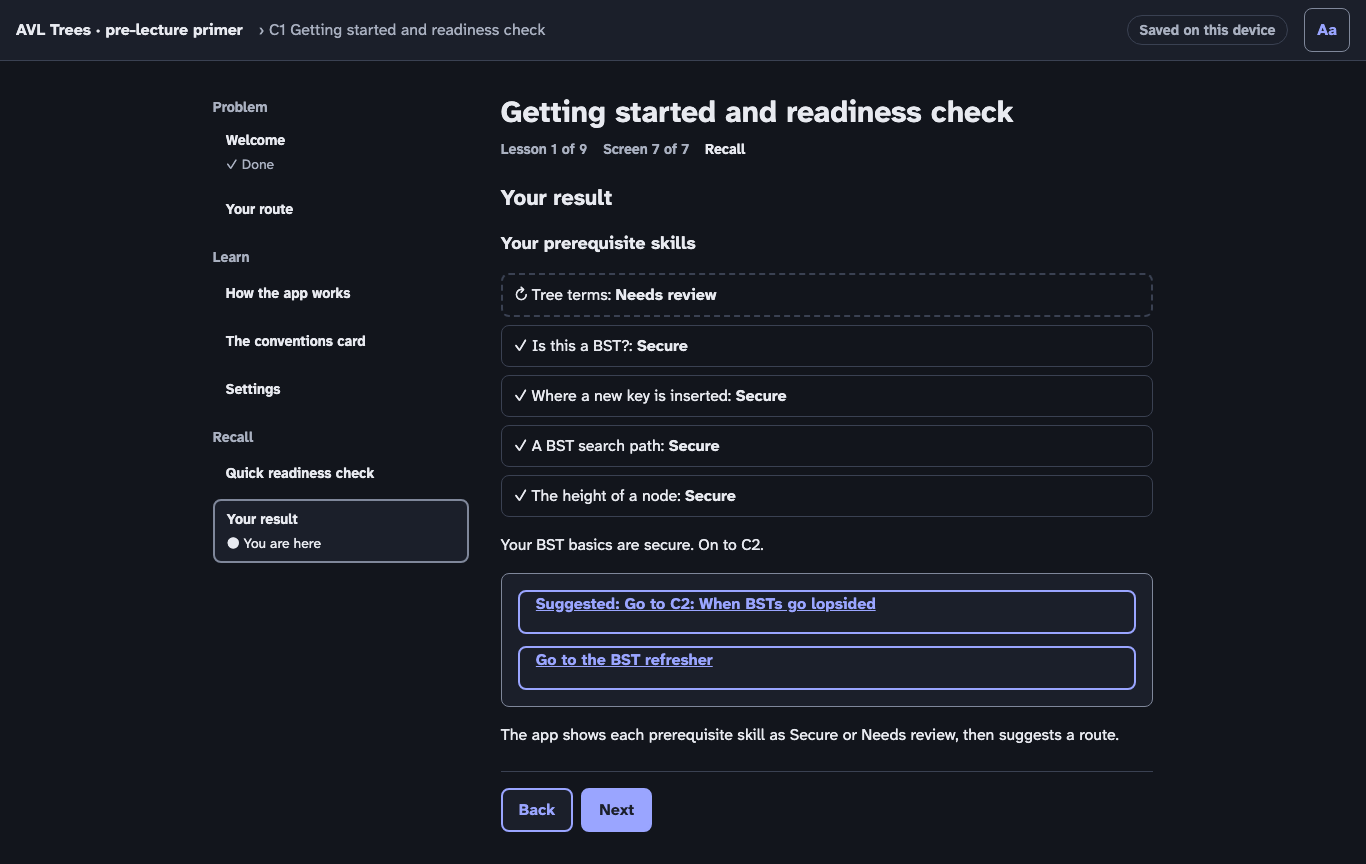 AVL Trees · pre-lecture primer › C1 Getting started and readiness check
Saved on this device
Aa
Problem
Welcome
✓ Done
Your route
Learn
How the app works
The conventions card
Settings
Recall
Quick readiness check
Your result
● You are here
Getting started and readiness check
Lesson 1 of 9 Screen 7 of 7 Recall
Your result
Your prerequisite skills
↻ Tree terms: Needs review
✓ Is this a BST?: Secure
✓ Where a new key is inserted: Secure
✓ A BST search path: Secure
✓ The height of a node: Secure
Your BST basics are secure. On to C2.
Suggested: Go to C2: When BSTs go lopsided
Go to the BST refresher
The app shows each prerequisite skill as Secure or Needs review, then suggests a route.
Back
Next